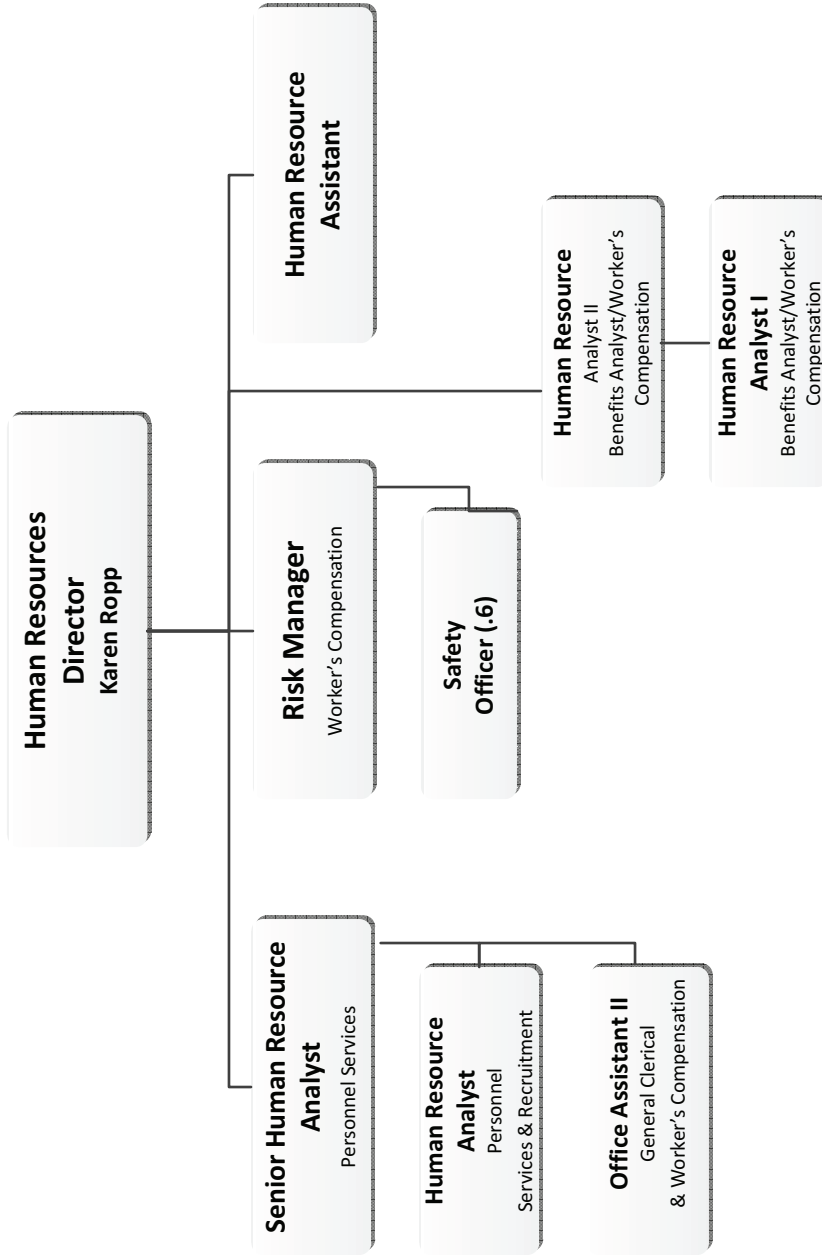 Human Resources
Director
Karen Ropp
Senior Human Resource
Analyst
Personnel Services
Human Resource
Analyst
Personnel
Services & Recruitment
Office Assistant II
General Clerical
& Worker’s Compensation
Risk Manager
Worker’s Compensation
Safety
Officer (.6)
Human Resource
Analyst II
Benefits Analyst/Worker’s
Compensation
Human Resource
Analyst I
Benefits Analyst/Worker’s
Compensation
Human Resource
Assistant